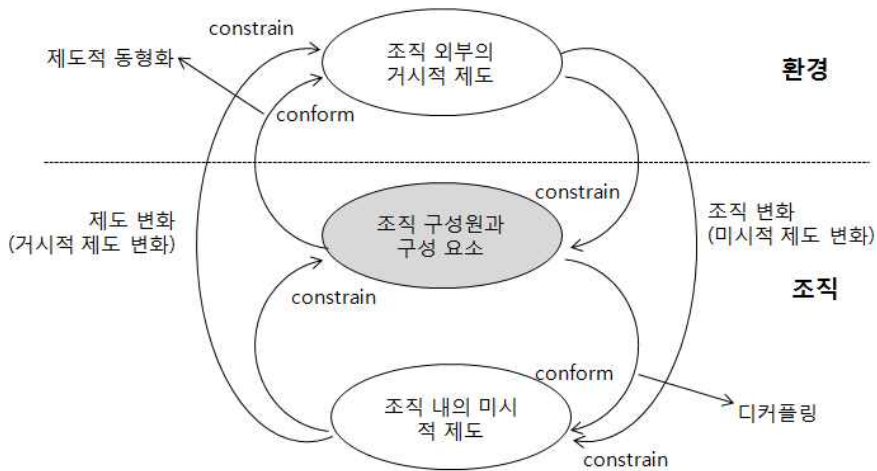 constrain
제도적 동형화
조직 외부의
거시적 제도
환경
conform
constrain
제도 변화
(거시적 제도 변화)
조직 구성원과
구성 요소
조직 변화
(미시적 제도 변화)
조직
constrain
conform
조직 내의 미시
적 제도
디커플링
constrain